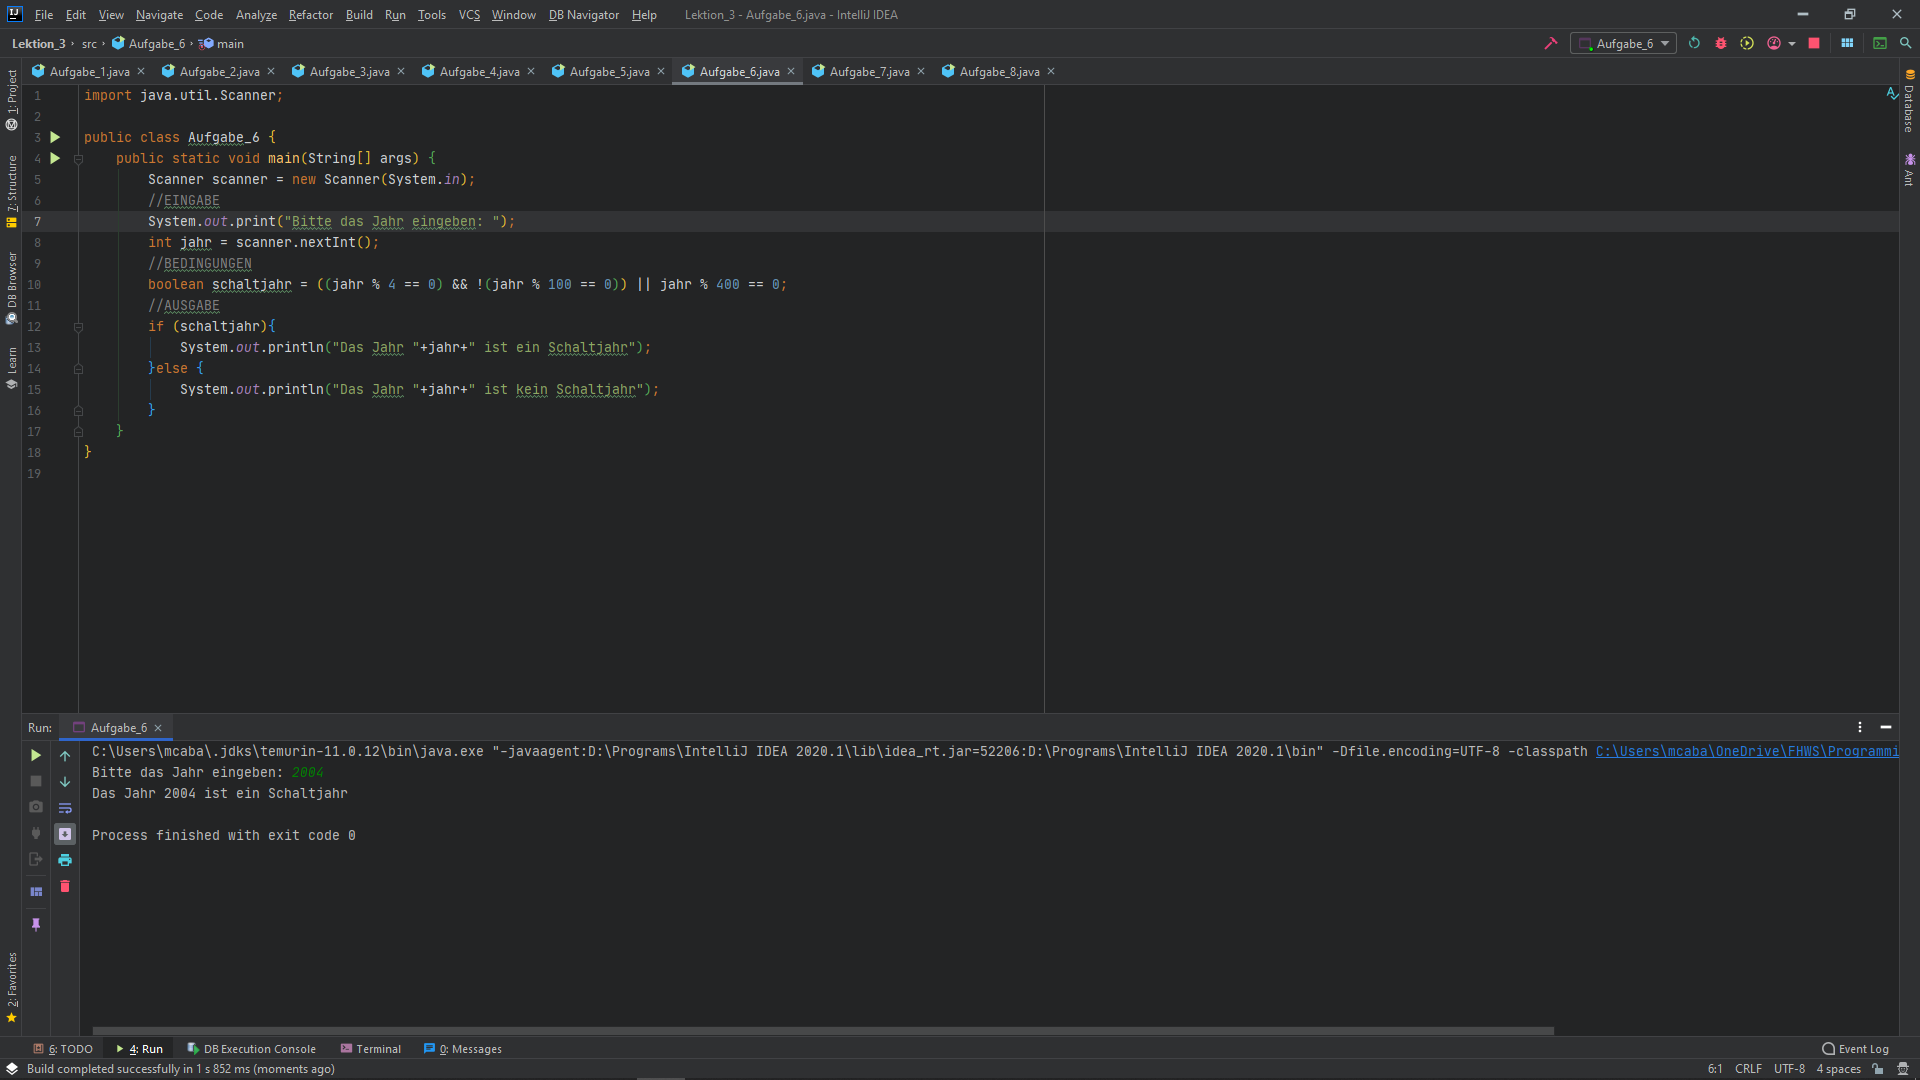 File Edit View Navigate Code Analyze Refactor Build Run Tools VCS Window DB Navigator Help Lektion_3 - Aufgabe_6.java - IntelliJ IDEA
Lektion_3 src Aufgabe_6 main Aufgabe_6
Aufgabe_1.java Aufgabe_2.java Aufgabe_3.java Aufgabe_4.java Aufgabe_5.java Aufgabe_6.java Aufgabe_7.java Aufgabe_8.java
1: Project
7: Structure
DB Browser
Learn
2: Favorites
Database
Ant
1 import java.util.Scanner;
2
3 public class Aufgabe_6 {
4 public static void main(String[] args) {
5 Scanner scanner = new Scanner(System.in);
6 //EINGABE
7 System.out.print("Bitte das Jahr eingeben: ");
8 int jahr = scanner.nextInt();
9 //BEDINGUNGEN
10 boolean schaltjahr = ((jahr % 4 == 0) && !(jahr % 100 == 0)) || jahr % 400 == 0;
11 //AUSGABE
12 if (schaltjahr){
13 System.out.println("Das Jahr "+jahr+" ist ein Schaltjahr");
14 }else {
15 System.out.println("Das Jahr "+jahr+" ist kein Schaltjahr");
16 }
17 }
18 }
19
Run: Aufgabe_6
C:\Users\mcaba\.jdks\temurin-11.0.12\bin\java.exe "-javaagent:D:\Programs\IntelliJ IDEA 2020.1\lib\idea_rt.jar=52206:D:\Programs\IntelliJ IDEA 2020.1\bin" -Dfile.encoding=UTF-8 -classpath C:\Users\mcaba\OneDrive\FHWS\Programmi
Bitte das Jahr eingeben: 2004
Das Jahr 2004 ist ein Schaltjahr
Process finished with exit code 0
6: TODO 4: Run DB Execution Console Terminal 0: Messages Event Log
Build completed successfully in 1 s 852 ms (moments ago) 6:1 CRLF UTF-8 4 spaces